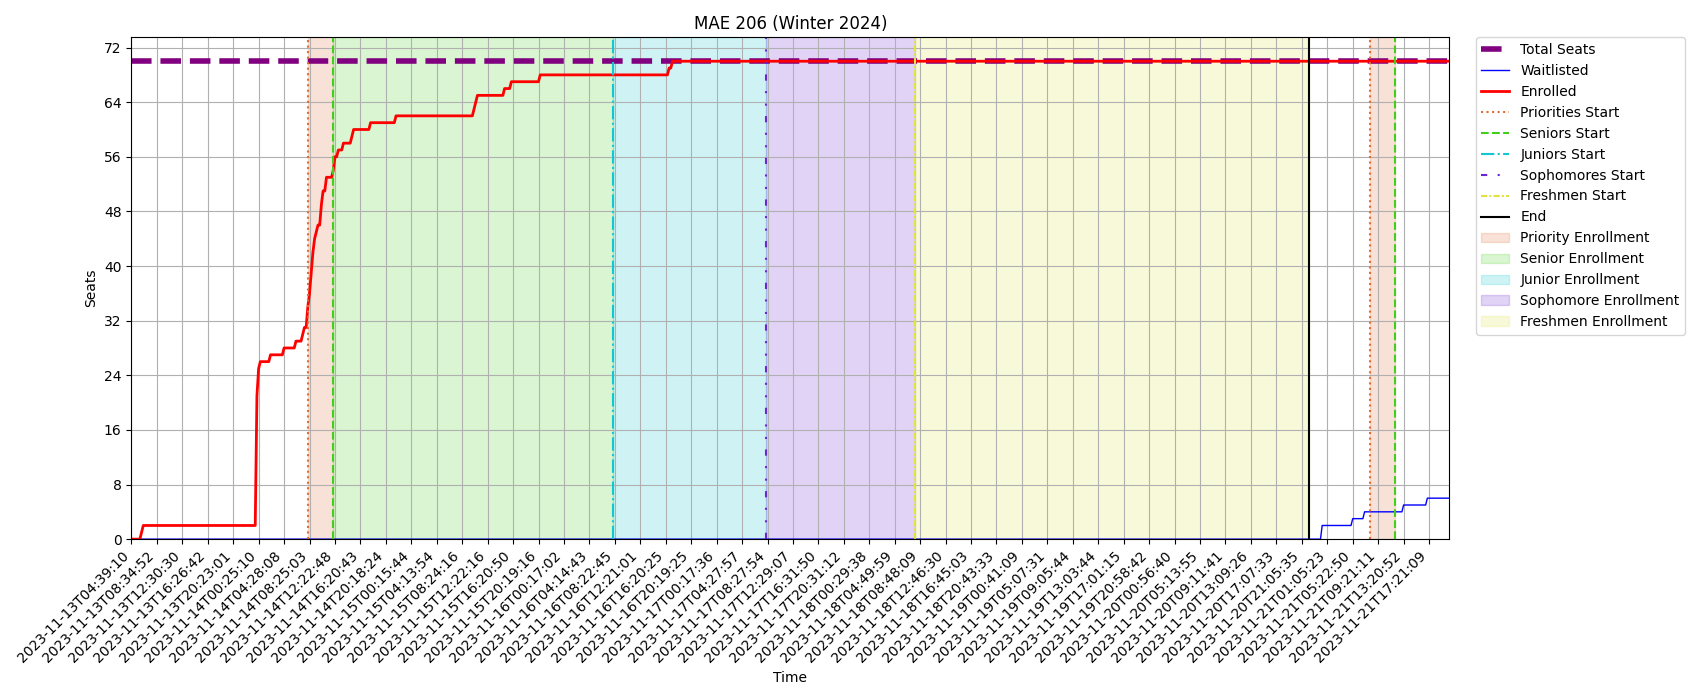 MAE 206 (Winter 2024)
72
64
56
48
40
32
24
16
8
0
Seats
2023-11-13T04:39:10
2023-11-13T08:34:52
2023-11-13T12:30:30
2023-11-13T16:26:42
2023-11-13T20:23:01
2023-11-14T00:25:10
2023-11-14T04:28:08
2023-11-14T08:25:03
2023-11-14T12:22:48
2023-11-14T16:20:43
2023-11-14T20:18:24
2023-11-15T00:15:44
2023-11-15T04:13:54
2023-11-15T08:24:16
2023-11-15T12:22:16
2023-11-15T16:20:50
2023-11-15T20:19:16
2023-11-16T00:17:02
2023-11-16T04:14:43
2023-11-16T08:22:45
2023-11-16T12:21:01
2023-11-16T16:20:25
2023-11-16T20:19:25
2023-11-17T00:17:36
2023-11-17T04:27:57
2023-11-17T08:27:54
2023-11-17T12:29:07
2023-11-17T16:31:50
2023-11-17T20:31:12
2023-11-18T00:29:38
2023-11-18T04:49:59
2023-11-18T08:48:09
2023-11-18T12:46:30
2023-11-18T16:45:03
2023-11-18T20:43:33
2023-11-19T00:41:09
2023-11-19T05:07:31
2023-11-19T09:05:44
2023-11-19T13:03:44
2023-11-19T17:01:15
2023-11-19T20:58:42
2023-11-20T00:56:40
2023-11-20T05:13:55
2023-11-20T09:11:41
2023-11-20T13:09:26
2023-11-20T17:07:33
2023-11-20T21:05:35
2023-11-21T01:05:23
2023-11-21T05:22:50
2023-11-21T09:21:11
2023-11-21T13:20:52
2023-11-21T17:21:09
Time
Total Seats
Waitlisted
Enrolled
Priorities Start
Seniors Start
Juniors Start
Sophomores Start
Freshmen Start
End
Priority Enrollment
Senior Enrollment
Junior Enrollment
Sophomore Enrollment
Freshmen Enrollment